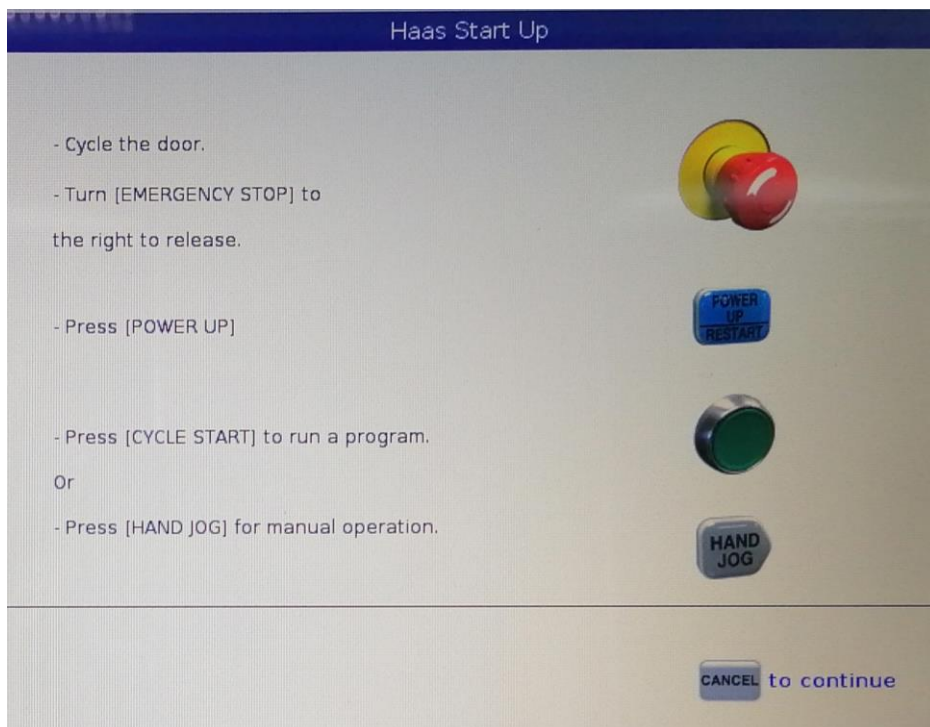 Haas Start Up
- Cycle the door.
- Turn [EMERGENCY STOP] to
the right to release.
- Press [POWER UP]
POWER
UP
RESTART
- Press [CYCLE START] to run a program.
Or
- Press [HAND JOG] for manual operation.
HAND
JOG
CANCEL to continue